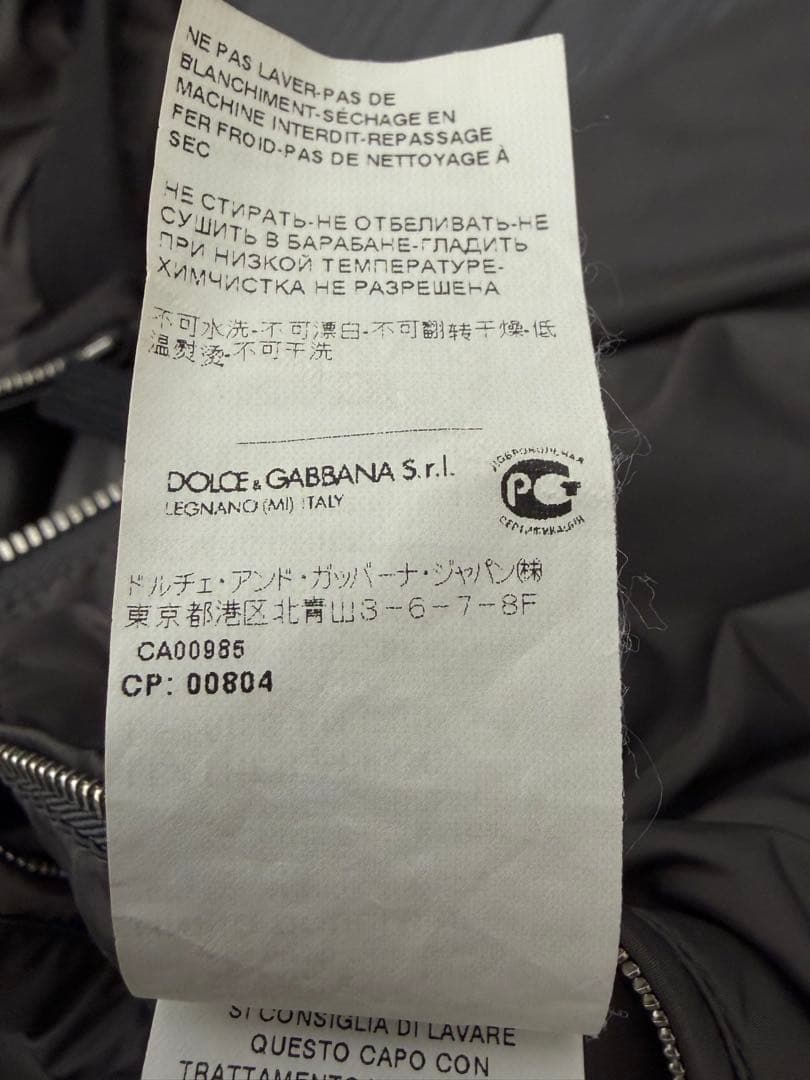 NE PAS LAVER-PAS DE
BLANCHIMENT-SÉCHAGE EN
MACHINE INTERDIT-REPASSAGE
FER FROID-PAS DE NETTOYAGE À
SEC
НЕ СТИРАТЬ-НЕ ОТБЕЛИВАТЬ-НЕ
СУШИТЬ В БАРАБАНЕ-ГЛАДИТЬ
ПРИ НИЗКОЙ ТЕМПЕРАТУРЕ-
ХИМЧИСТКА НЕ РАЗРЕШЕНА
不可水洗-不可漂白-不可翻转干燥-低
温熨烫-不可干洗
DOLCE & GABBANA S.r.l.
LEGNANO (MI) ITALY
ДОБРОВОЛЬНАЯ
РСТ
СЕРТИФИКАЦИЯ
ドルチェ・アンド・ガッバーナ・ジャパン㈱
東京都港区北青山3-6-7-8F
CA00985
CP: 00804
SI CONSIGLIA DI LAVARE
QUESTO CAPO CON
TRATTAMENTO